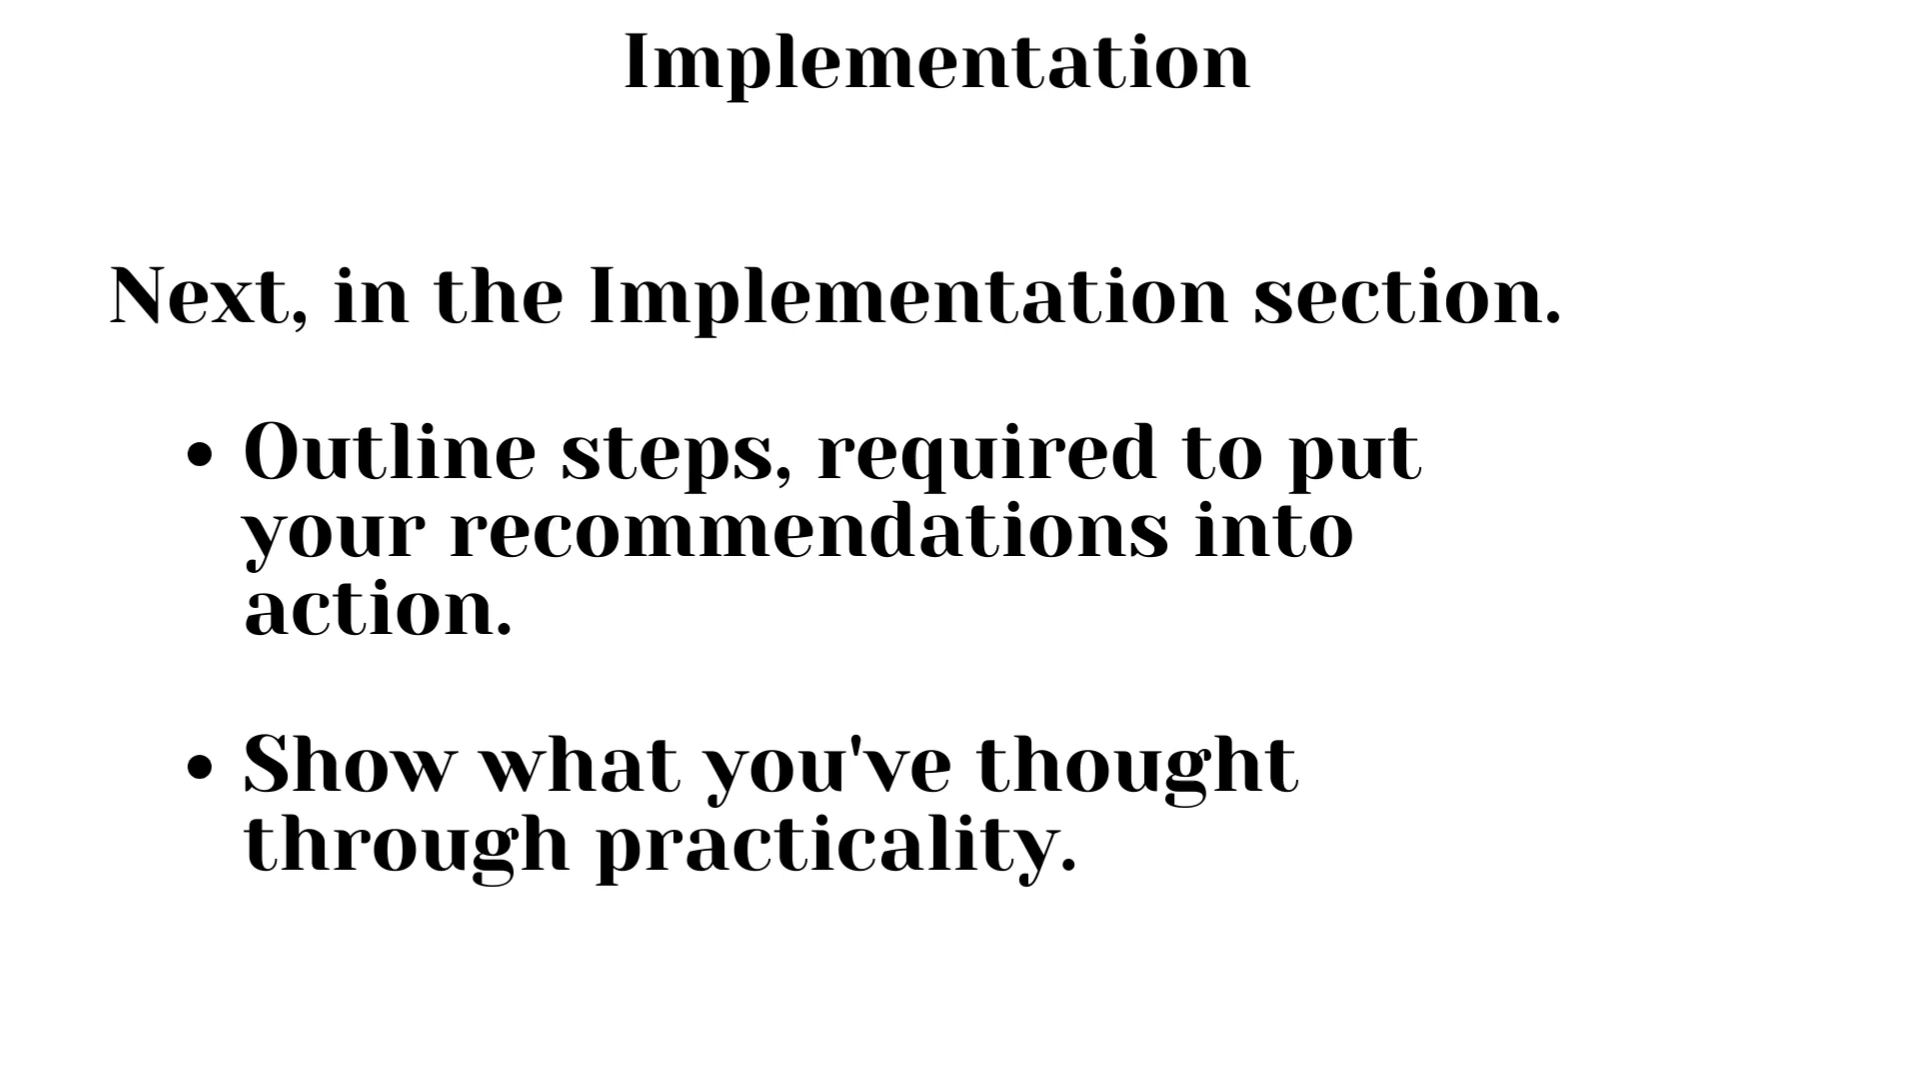 Implementation
Next, in the Implementation section.
• Outline steps, required to put
your recommendations into
action.
• Show what you've thought
through practicality.